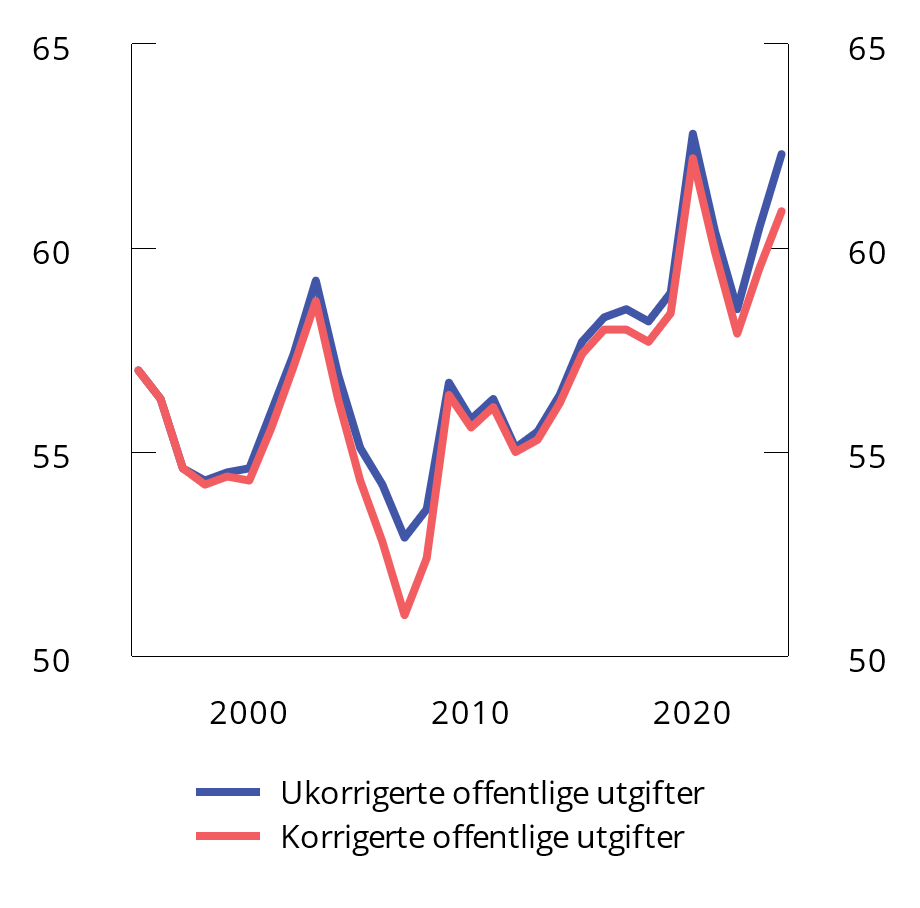 65 65
60 60
55 55
50 50
2000 2010 2020
Ukorrigerte offentlige utgifter
Korrigerte offentlige utgifter